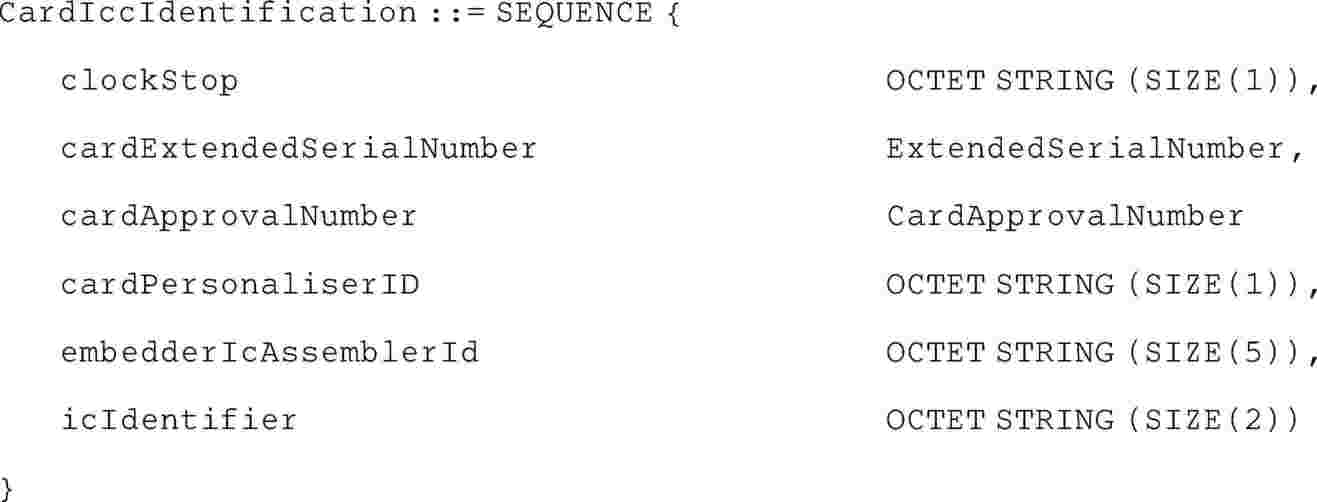 CardIccIdentification ::= SEQUENCE {
clockStop OCTET STRING (SIZE(1)),
cardExtendedSerialNumber ExtendedSerialNumber,
cardApprovalNumber CardApprovalNumber
cardPersonaliserID OCTET STRING (SIZE(1)),
embedderIcAssemblerId OCTET STRING (SIZE(5)),
icIdentifier OCTET STRING (SIZE(2))
}